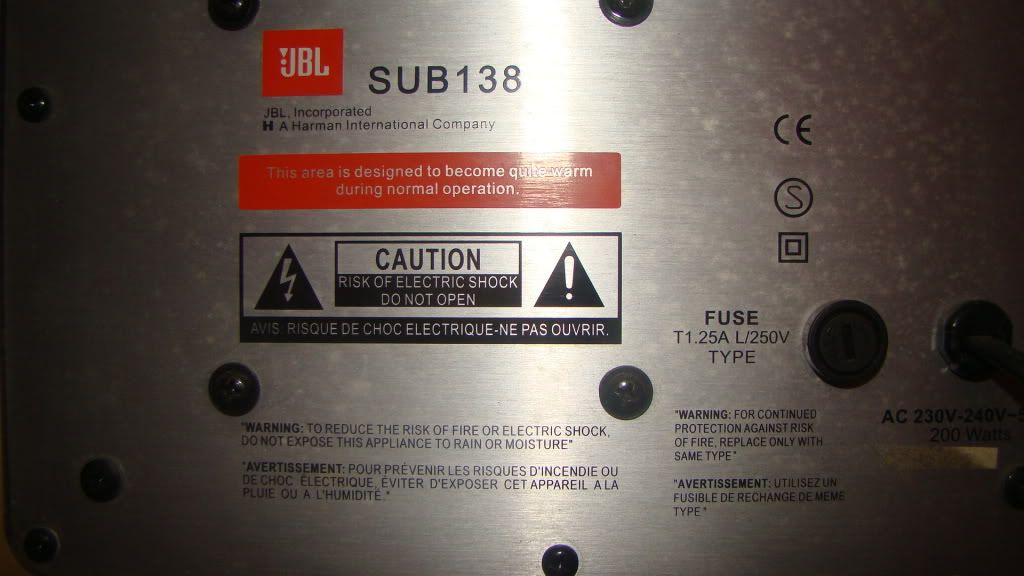 JBL
SUB138
JBL, Incorporated
H A Harman International Company
This area is designed to become quite warm
during normal operation.
CE
S
CAUTION
RISK OF ELECTRIC SHOCK
DO NOT OPEN
AVIS: RISQUE DE CHOC ELECTRIQUE-NE PAS OUVRIR.
FUSE
T1.25A L/250V
TYPE
"WARNING: TO REDUCE THE RISK OF FIRE OR ELECTRIC SHOCK,
DO NOT EXPOSE THIS APPLIANCE TO RAIN OR MOISTURE"
"AVERTISSEMENT: POUR PRÉVENIR LES RISQUES D'INCENDIE OU
DE CHOC ÉLECTRIQUE, ÉVITER D'EXPOSER CET APPAREIL A LA
PLUIE OU A L'HUMIDITÉ."
"WARNING: FOR CONTINUED
PROTECTION AGAINST RISK
OF FIRE, REPLACE ONLY WITH
SAME TYPE"
"AVERTISSEMENT: UTILISEZ UN
FUSIBLE DE RECHANGE DE MEME
TYPE"
AC 230V-240V~
200 Watts